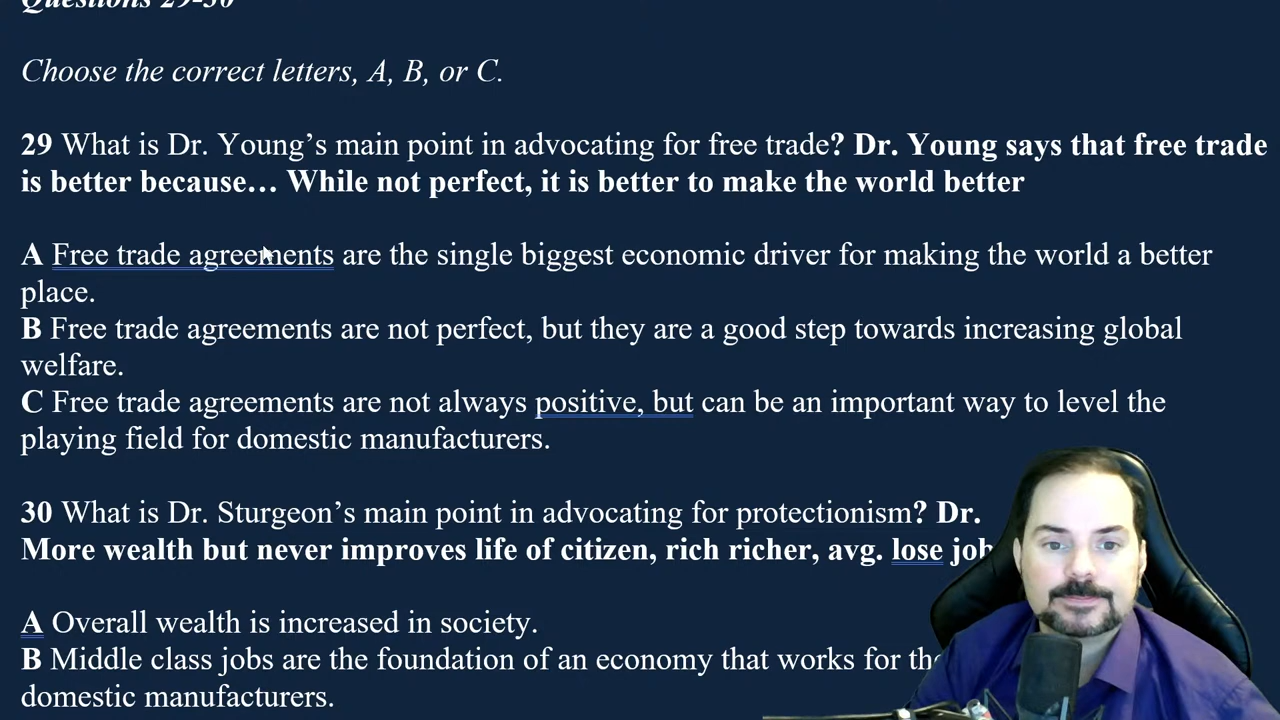 Questions 29-30
Choose the correct letters, A, B, or C.
29 What is Dr. Young’s main point in advocating for free trade? Dr. Young says that free trade
is better because… While not perfect, it is better to make the world better
A Free trade agreements are the single biggest economic driver for making the world a better
place.
B Free trade agreements are not perfect, but they are a good step towards increasing global
welfare.
C Free trade agreements are not always positive, but can be an important way to level the
playing field for domestic manufacturers.
30 What is Dr. Sturgeon’s main point in advocating for protectionism? Dr.
More wealth but never improves life of citizen, rich richer, avg. lose job
A Overall wealth is increased in society.
B Middle class jobs are the foundation of an economy that works for
domestic manufacturers.